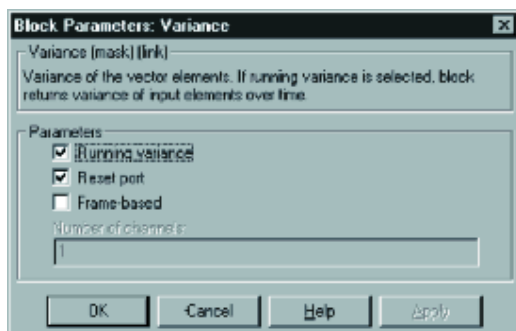 Block Parameters: Variance
Variance (mask) (link)
Variance of the vector elements. If running variance is selected, block
returns variance of input elements over time.
Parameters
Running variance
Reset port
Frame-based
Number of channels:
1
OK
Cancel
Help
Apply